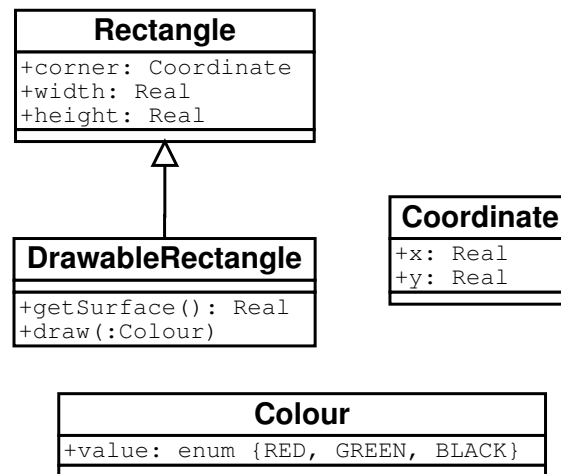 Rectangle
+corner: Coordinate
+width: Real
+height: Real
DrawableRectangle
+getSurface(): Real
+draw(:Colour)
Coordinate
+x: Real
+y: Real
Colour
+value: enum {RED, GREEN, BLACK}